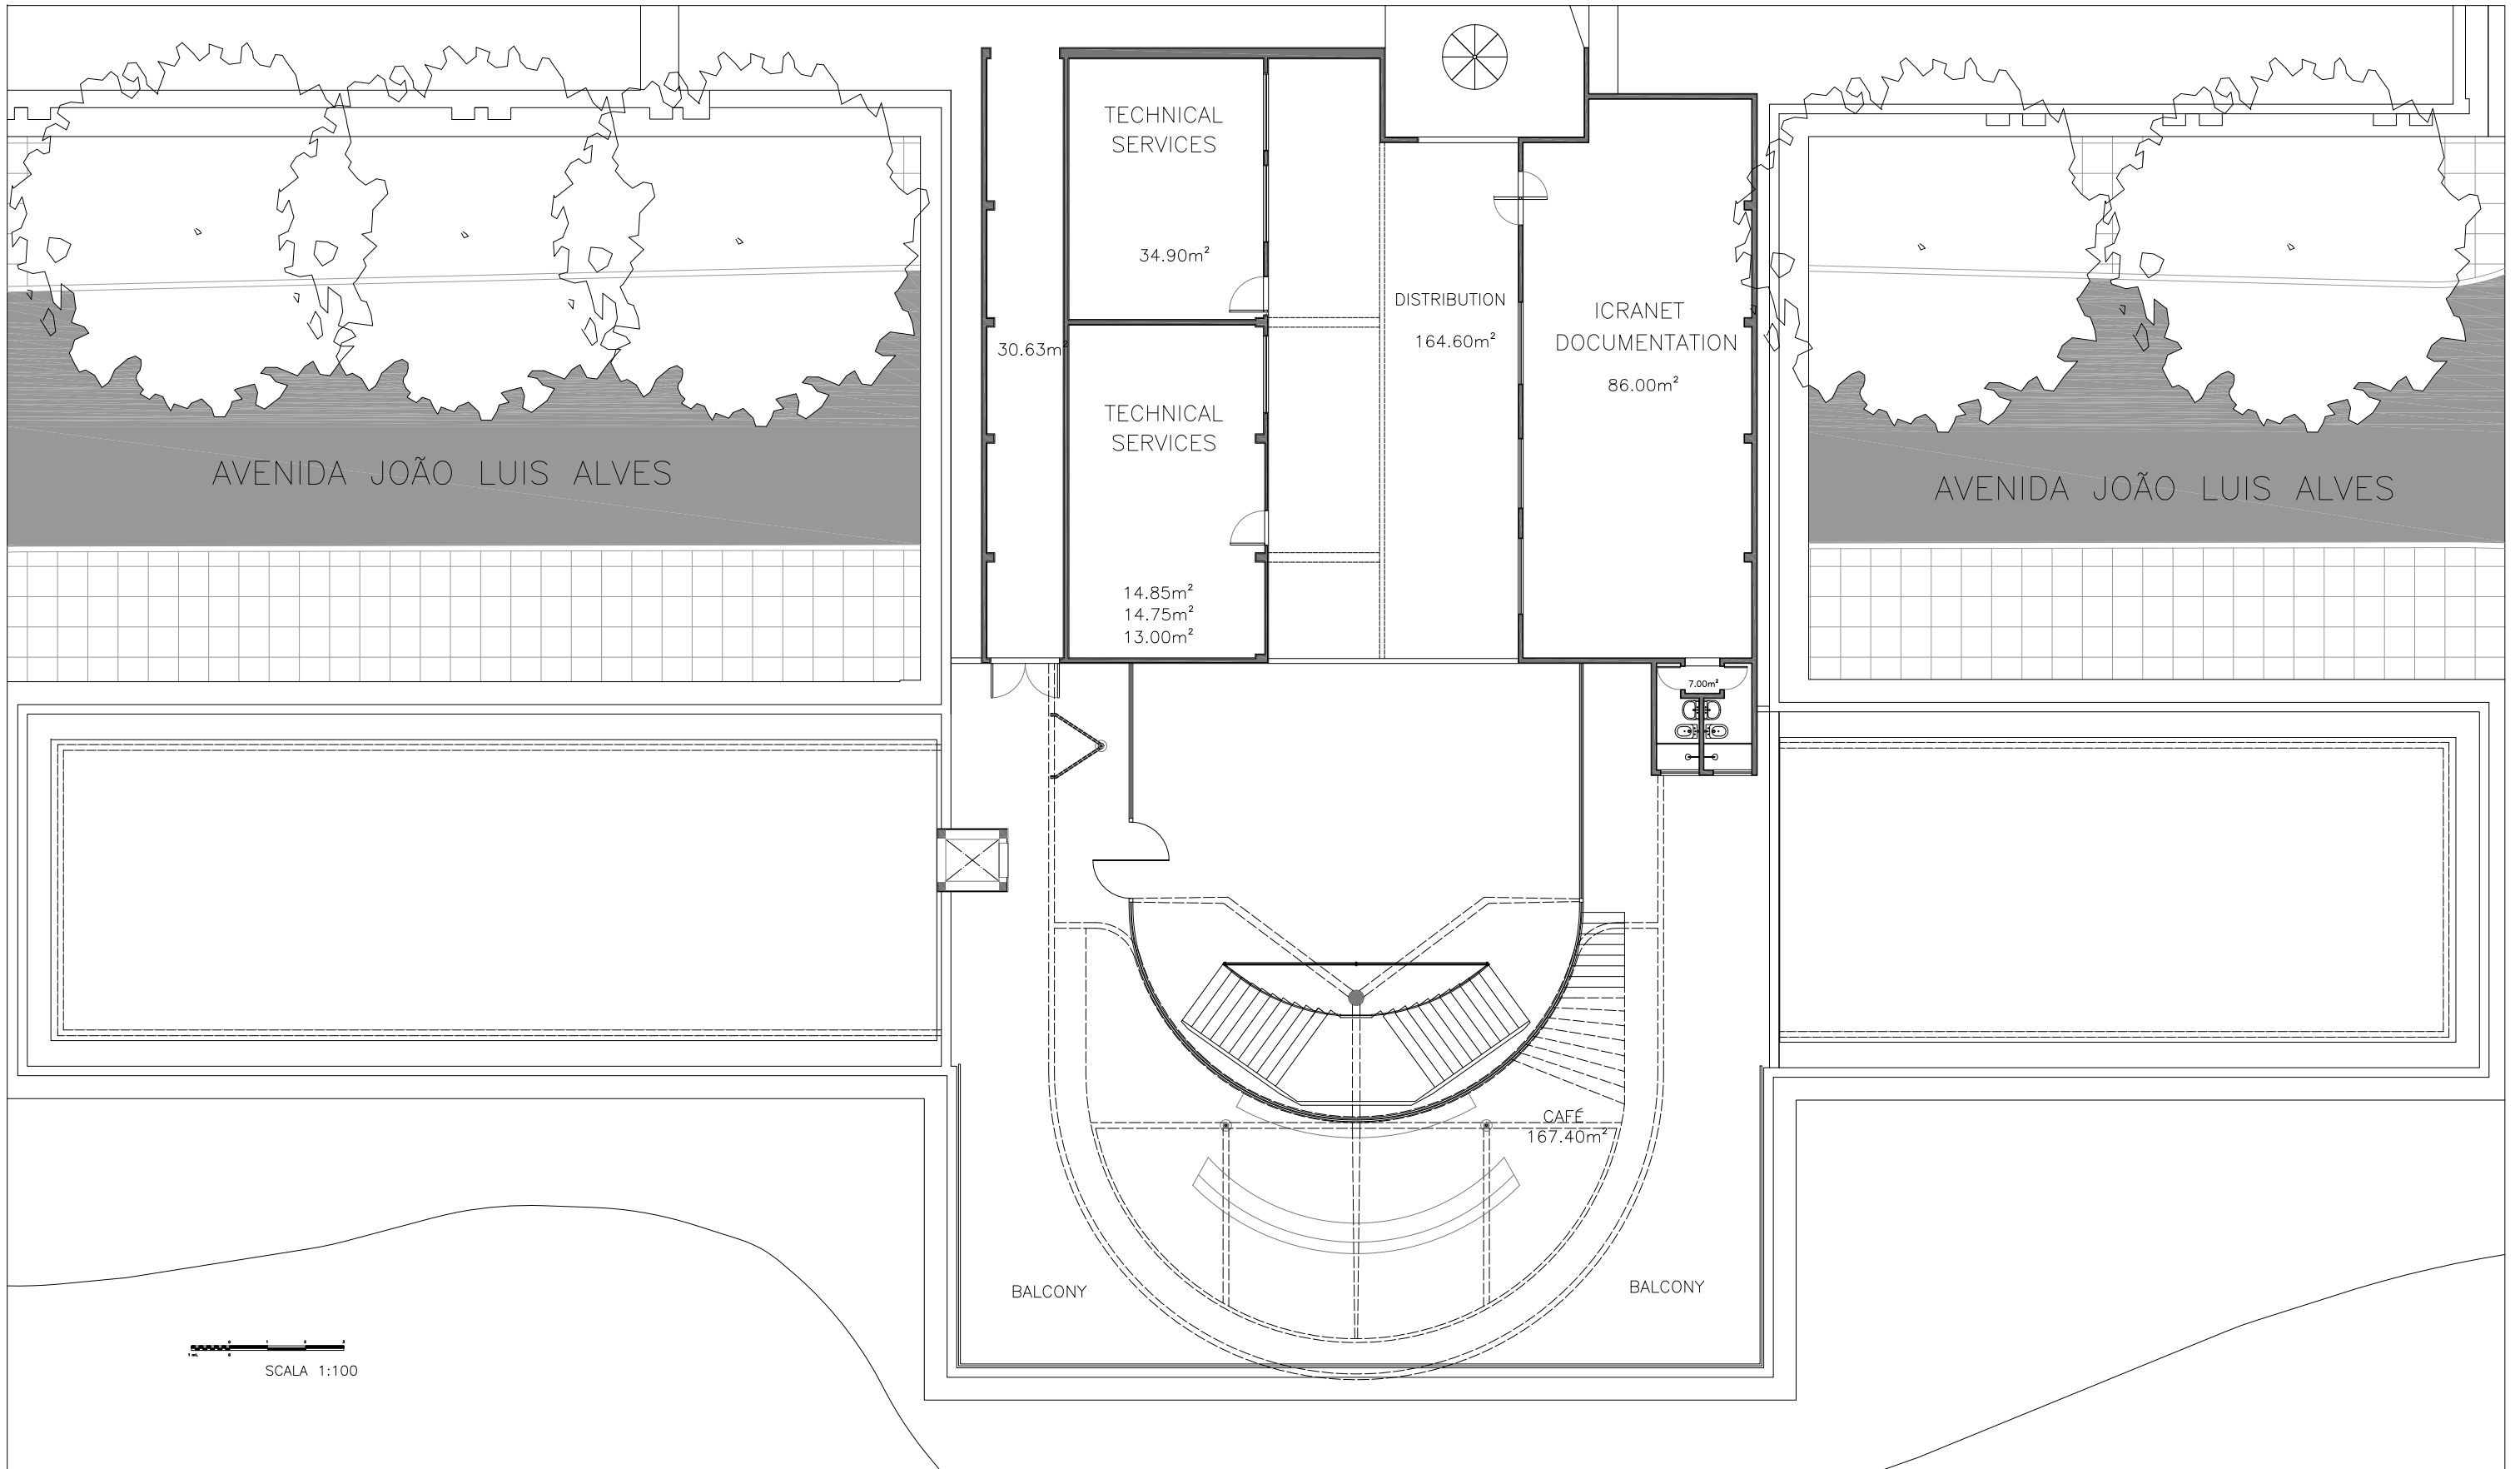 TECHNICAL
SERVICES
34.90m²
30.63m²
TECHNICAL
SERVICES
14.85m²
14.75m²
13.00m²
DISTRIBUTION
164.60m²
ICRANET
DOCUMENTATION
86.00m²
7.00m²
AVENIDA JOÃO LUIS ALVES
AVENIDA JOÃO LUIS ALVES
CAFÉ
167.40m²
BALCONY
BALCONY
SCALA 1:100